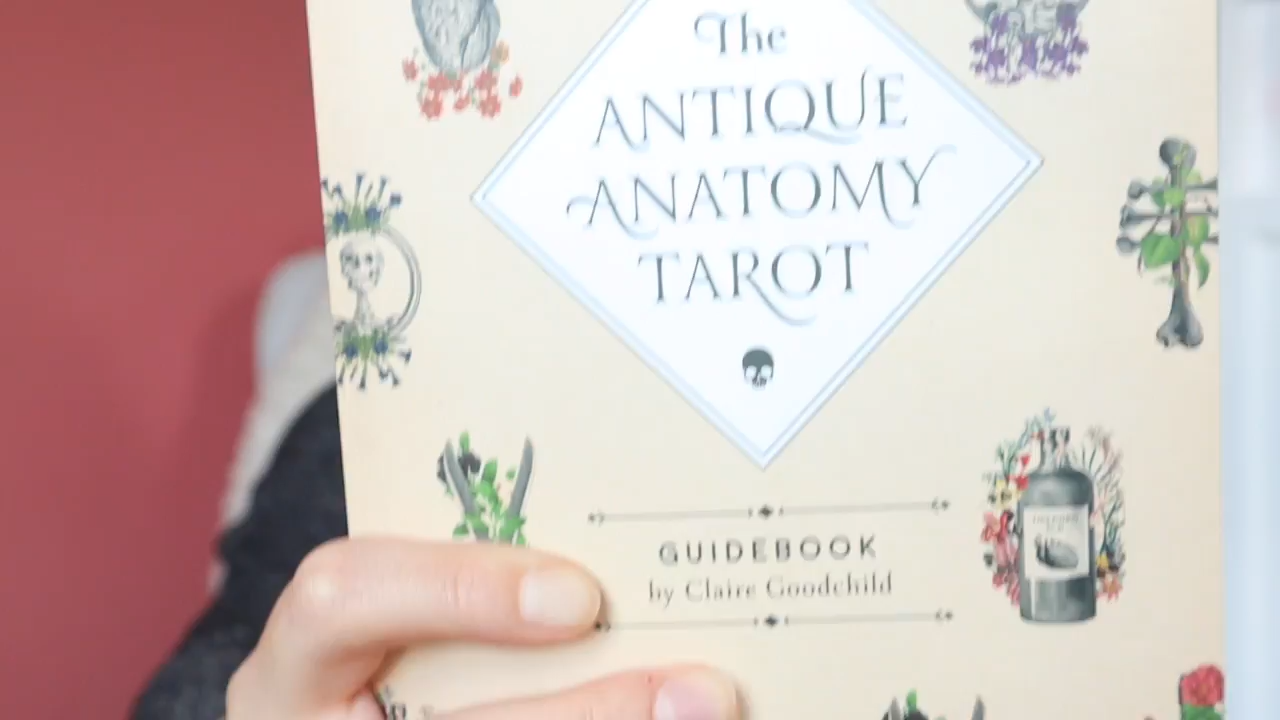 The
ANTIQUE
ANATOMY
TAROT
GUIDEBOOK
by Claire Goodchild